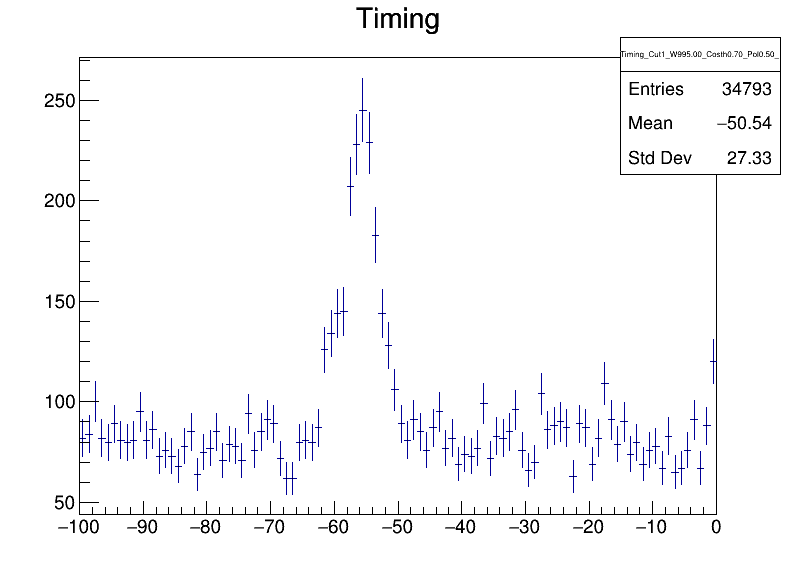 Timing
Timing_Cut1_W995.00_Costh0.70_Pol0.50_
Entries 34793
Mean −50.54
Std Dev 27.33
250
200
150
100
50
−100 −90 −80 −70 −60 −50 −40 −30 −20 −10 0